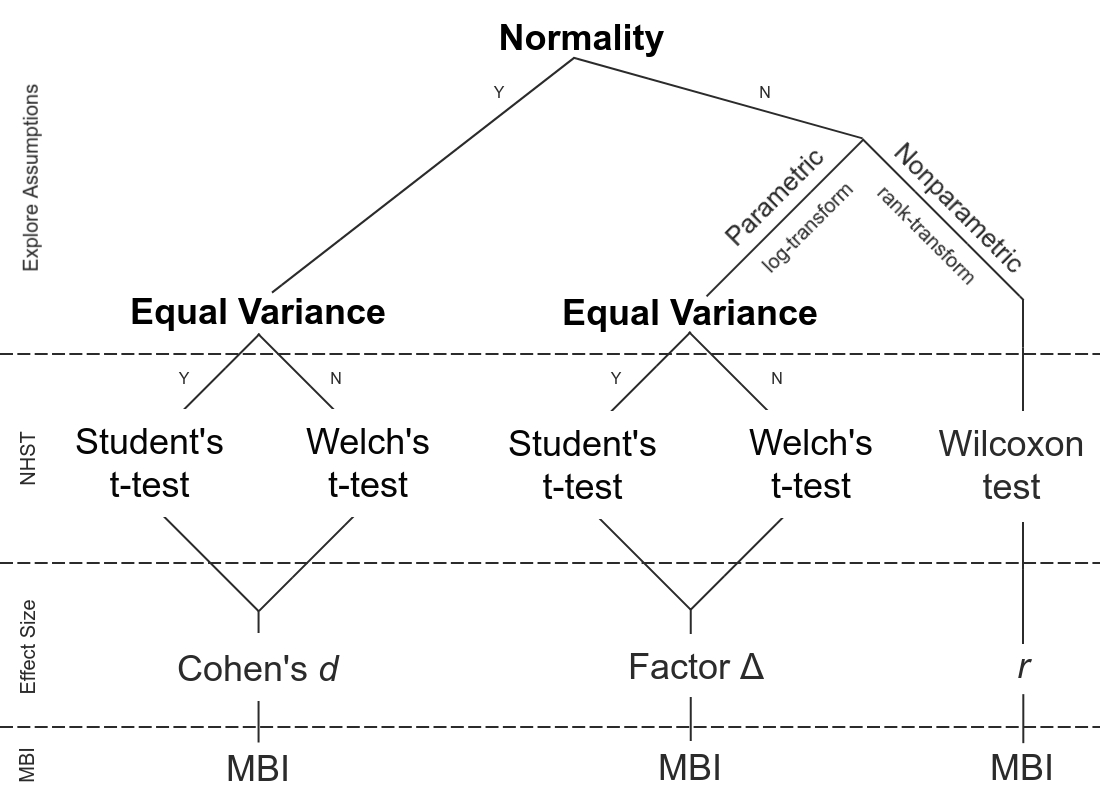 Normality
Y
N
Explore Assumptions
Parametric
log-transform
Nonparametric
rank-transform
Equal Variance
Equal Variance
Y
N
Y
N
NHST
Student's
t-test
Welch's
t-test
Student's
t-test
Welch's
t-test
Wilcoxon
test
Effect Size
Cohen's d
Factor Δ
r
MBI
MBI
MBI
MBI